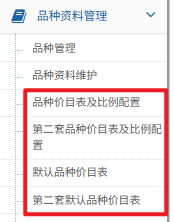 品种资料管理
品种管理
品种资料维护
品种价目表及比例配置
第二套品种价目表及比例配
置
默认品种价目表
第二套默认品种价目表